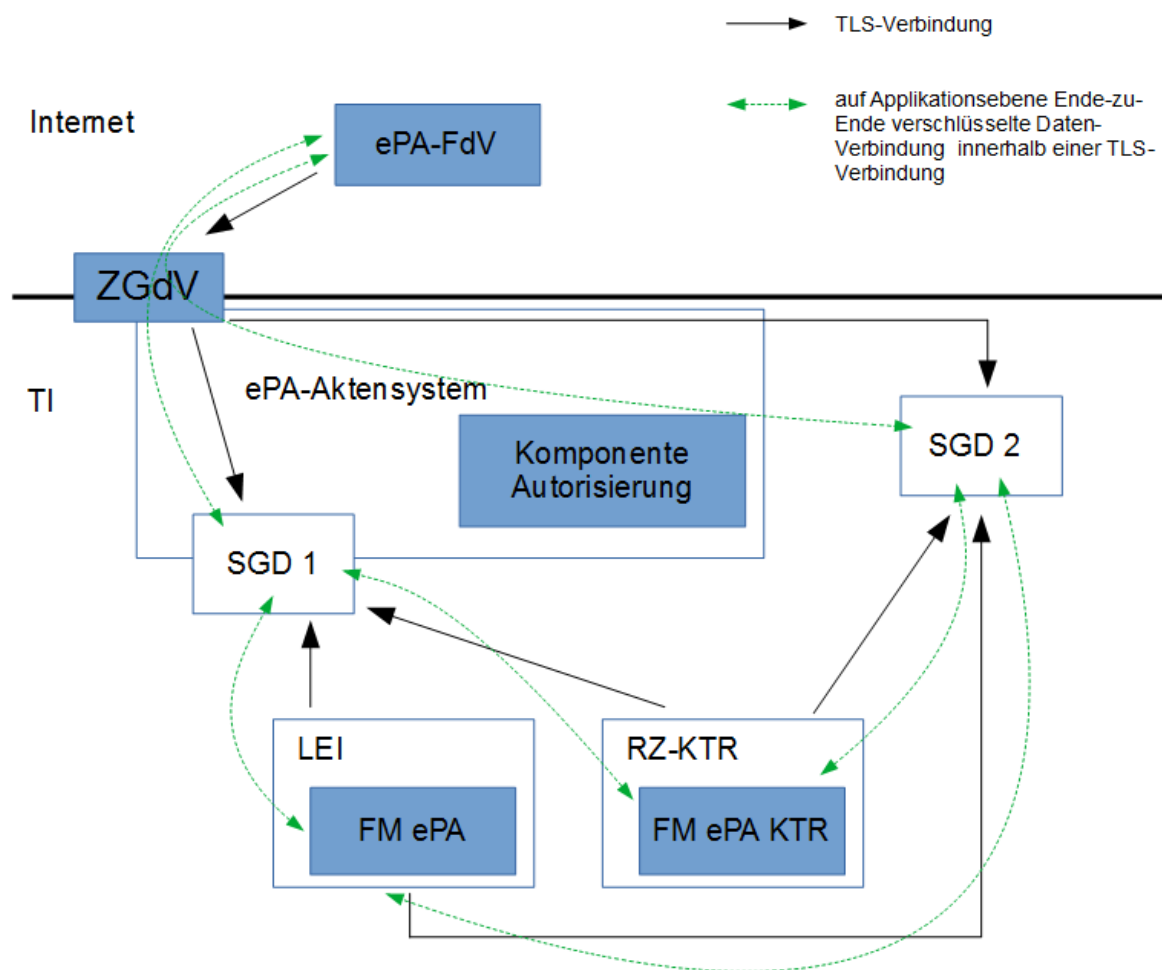 TLS-Verbindung
auf Applikationsebene Ende-zu-
Ende verschlüsselte Daten-
Verbindung innerhalb einer TLS-
Verbindung
Internet
ePA-FdV
ZGdV
TI
ePA-Aktensystem
Komponente
Autorisierung
SGD 2
SGD 1
LEI
FM ePA
RZ-KTR
FM ePA KTR